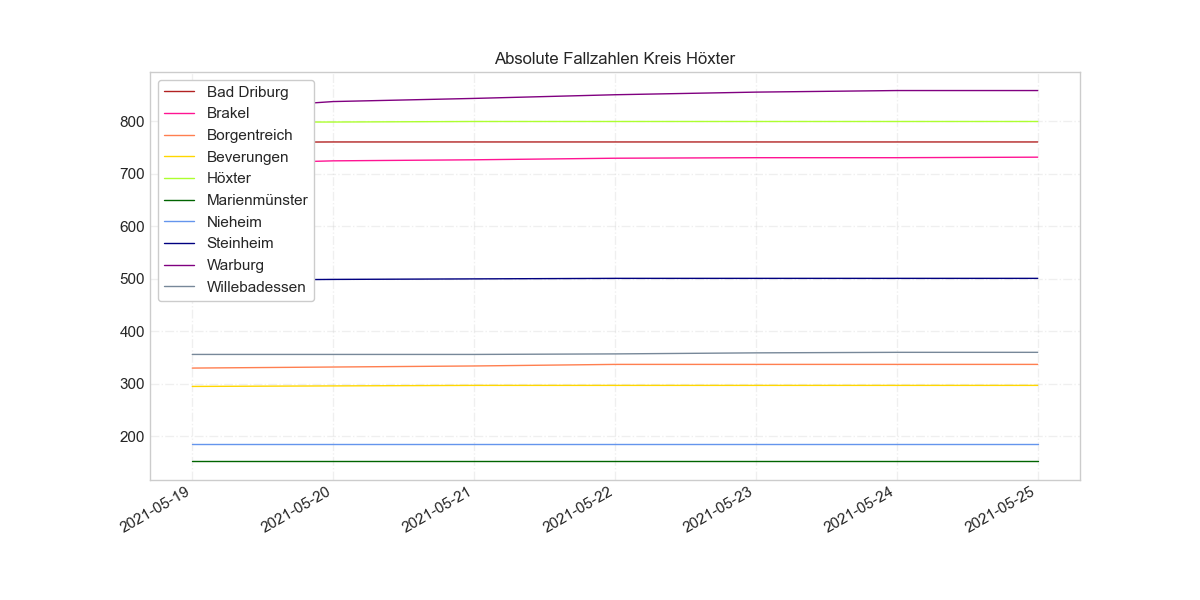 Absolute Fallzahlen Kreis Höxter
Bad Driburg
Brakel
Borgentreich
Beverungen
Höxter
Marienmünster
Nieheim
Steinheim
Warburg
Willebadessen
800
700
600
500
400
300
200
2021-05-19
2021-05-20
2021-05-21
2021-05-22
2021-05-23
2021-05-24
2021-05-25